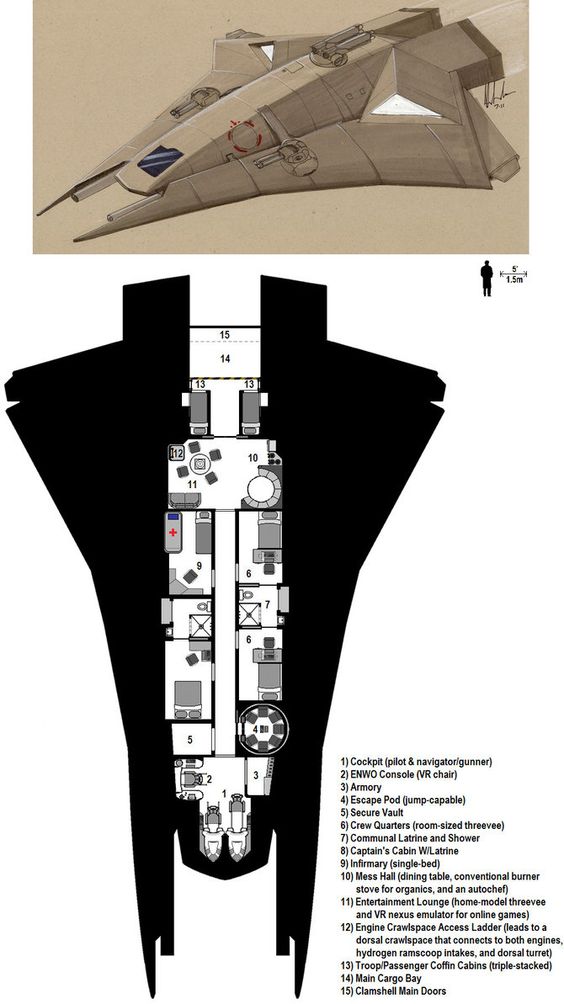 7-11
5'
1.5m
15
14
13
13
12
10
11
9
6
7
6
5
4
2
3
1
1) Cockpit (pilot & navigator/gunner)
2) ENWO Console (VR chair)
3) Armory
4) Escape Pod (jump-capable)
5) Secure Vault
6) Crew Quarters (room-sized threevee)
7) Communal Latrine and Shower
8) Captain's Cabin W/Latrine
9) Infirmary (single-bed)
10) Mess Hall (dining table, conventional burner
stove for organics, and an autochef)
11) Entertainment Lounge (home-model threevee
and VR nexus emulator for online games)
12) Engine Crawlspace Access Ladder (leads to a
dorsal crawlspace that connects to both engines,
hydrogen ramscoop intakes, and dorsal turret)
13) Troop/Passenger Coffin Cabins (triple-stacked)
14) Main Cargo Bay
15) Clamshell Main Doors